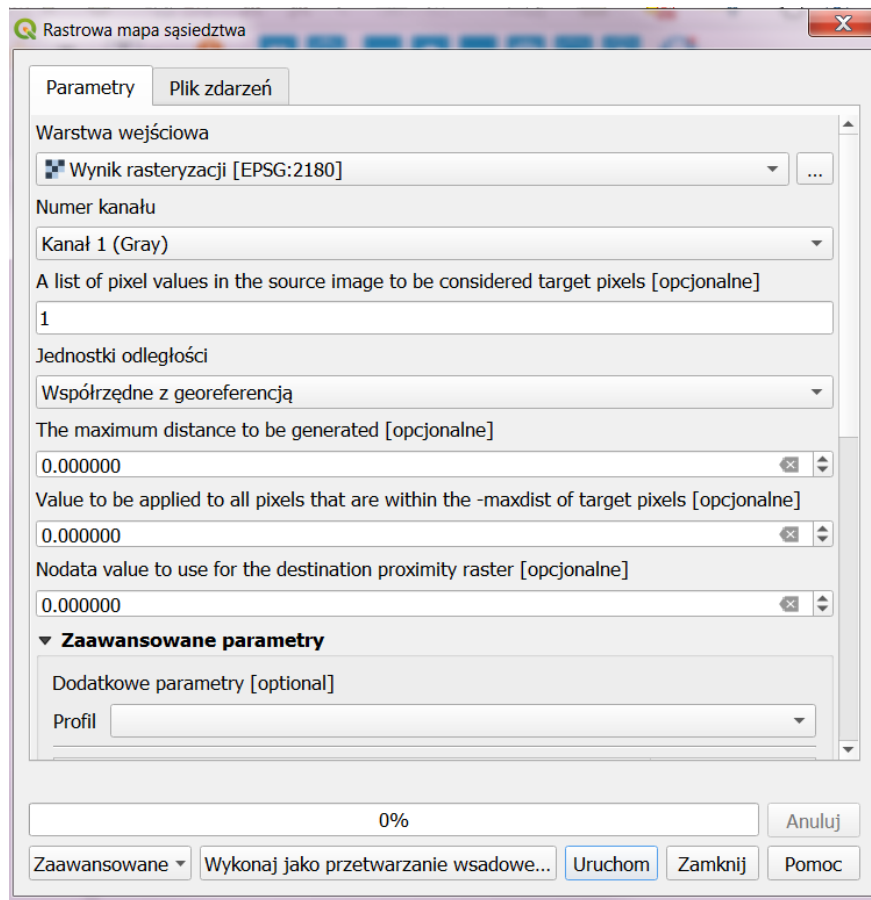 Rastrowa mapa sąsiedztwa
Parametry
Plik zdarzeń
Warstwa wejściowa
Wynik rasteryzacji [EPSG:2180]
...
Numer kanału
Kanał 1 (Gray)
A list of pixel values in the source image to be considered target pixels [opcjonalne]
1
Jednostki odległości
Współrzędne z georeferencją
The maximum distance to be generated [opcjonalne]
0.000000
Value to be applied to all pixels that are within the -maxdist of target pixels [opcjonalne]
0.000000
Nodata value to use for the destination proximity raster [opcjonalne]
0.000000
Zaawansowane parametry
Dodatkowe parametry [optional]
Profil
0%
Anuluj
Zaawansowane
Wykonaj jako przetwarzanie wsadowe...
Uruchom
Zamknij
Pomoc